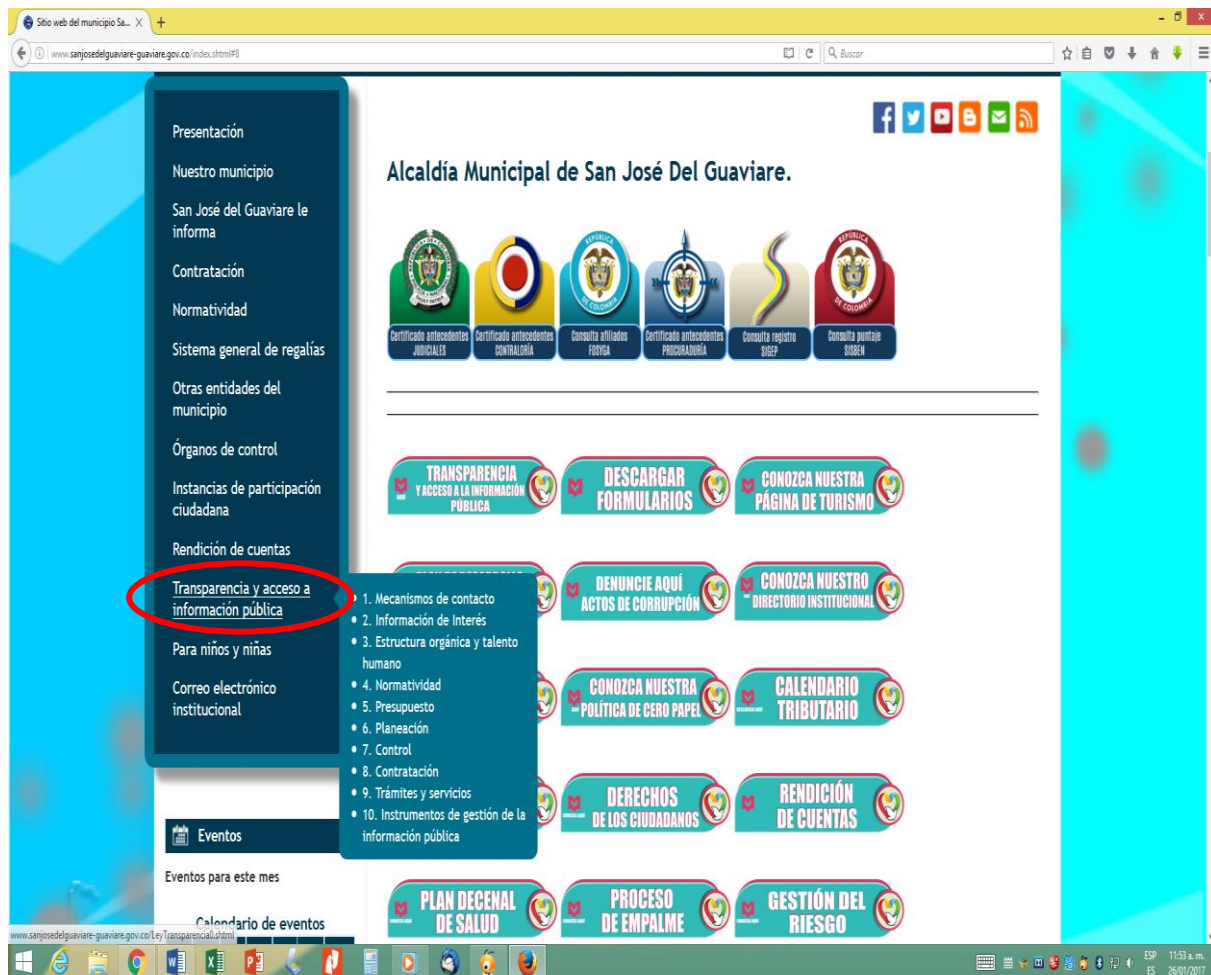 Sitio web del municipio Sa...
www.sanjosedelguaviare-guaviare.gov.co/index.shtml#8
Buscar
Presentación
Nuestro municipio
San José del Guaviare le
informa
Contratación
Normatividad
Sistema general de regalías
Otras entidades del
municipio
Órganos de control
Instancias de participación
ciudadana
Rendición de cuentas
Transparencia y acceso a
información pública
Para niños y niñas
Correo electrónico
institucional
1. Mecanismos de contacto
2. Información de Interés
3. Estructura orgánica y talento
humano
4. Normatividad
5. Presupuesto
6. Planeación
7. Control
8. Contratación
9. Trámites y servicios
10. Instrumentos de gestión de la
información pública
Eventos
Eventos para este mes
Calendario de eventos
Alcaldía Municipal de San José Del Guaviare.
Certificado antecedentes
JUDICIALES
Certificado antecedentes
CONTRALORÍA
Consulta afiliados
FOSYGA
Certificado antecedentes
PROCURADURÍA
Consulta registro
SIGEP
Consulta puntaje
SISBEN
TRANSPARENCIA
Y ACCESO A LA INFORMACIÓN
PÚBLICA
DESCARGAR
FORMULARIOS
CONOZCA NUESTRA
PÁGINA DE TURISMO
DENUNCIE AQUÍ
ACTOS DE CORRUPCIÓN
CONOZCA NUESTRO
DIRECTORIO INSTITUCIONAL
CONOZCA NUESTRA
POLÍTICA DE CERO PAPEL
CALENDARIO
TRIBUTARIO
DERECHOS
DE LOS CIUDADANOS
RENDICIÓN
DE CUENTAS
PLAN DECENAL
DE SALUD
PROCESO
DE EMPALME
GESTIÓN DEL
RIESGO
www.sanjosedelguaviare-guaviare.gov.co/LeyTransparencia0.shtml
ESP 11:53 a.m.
ES 26/01/2017